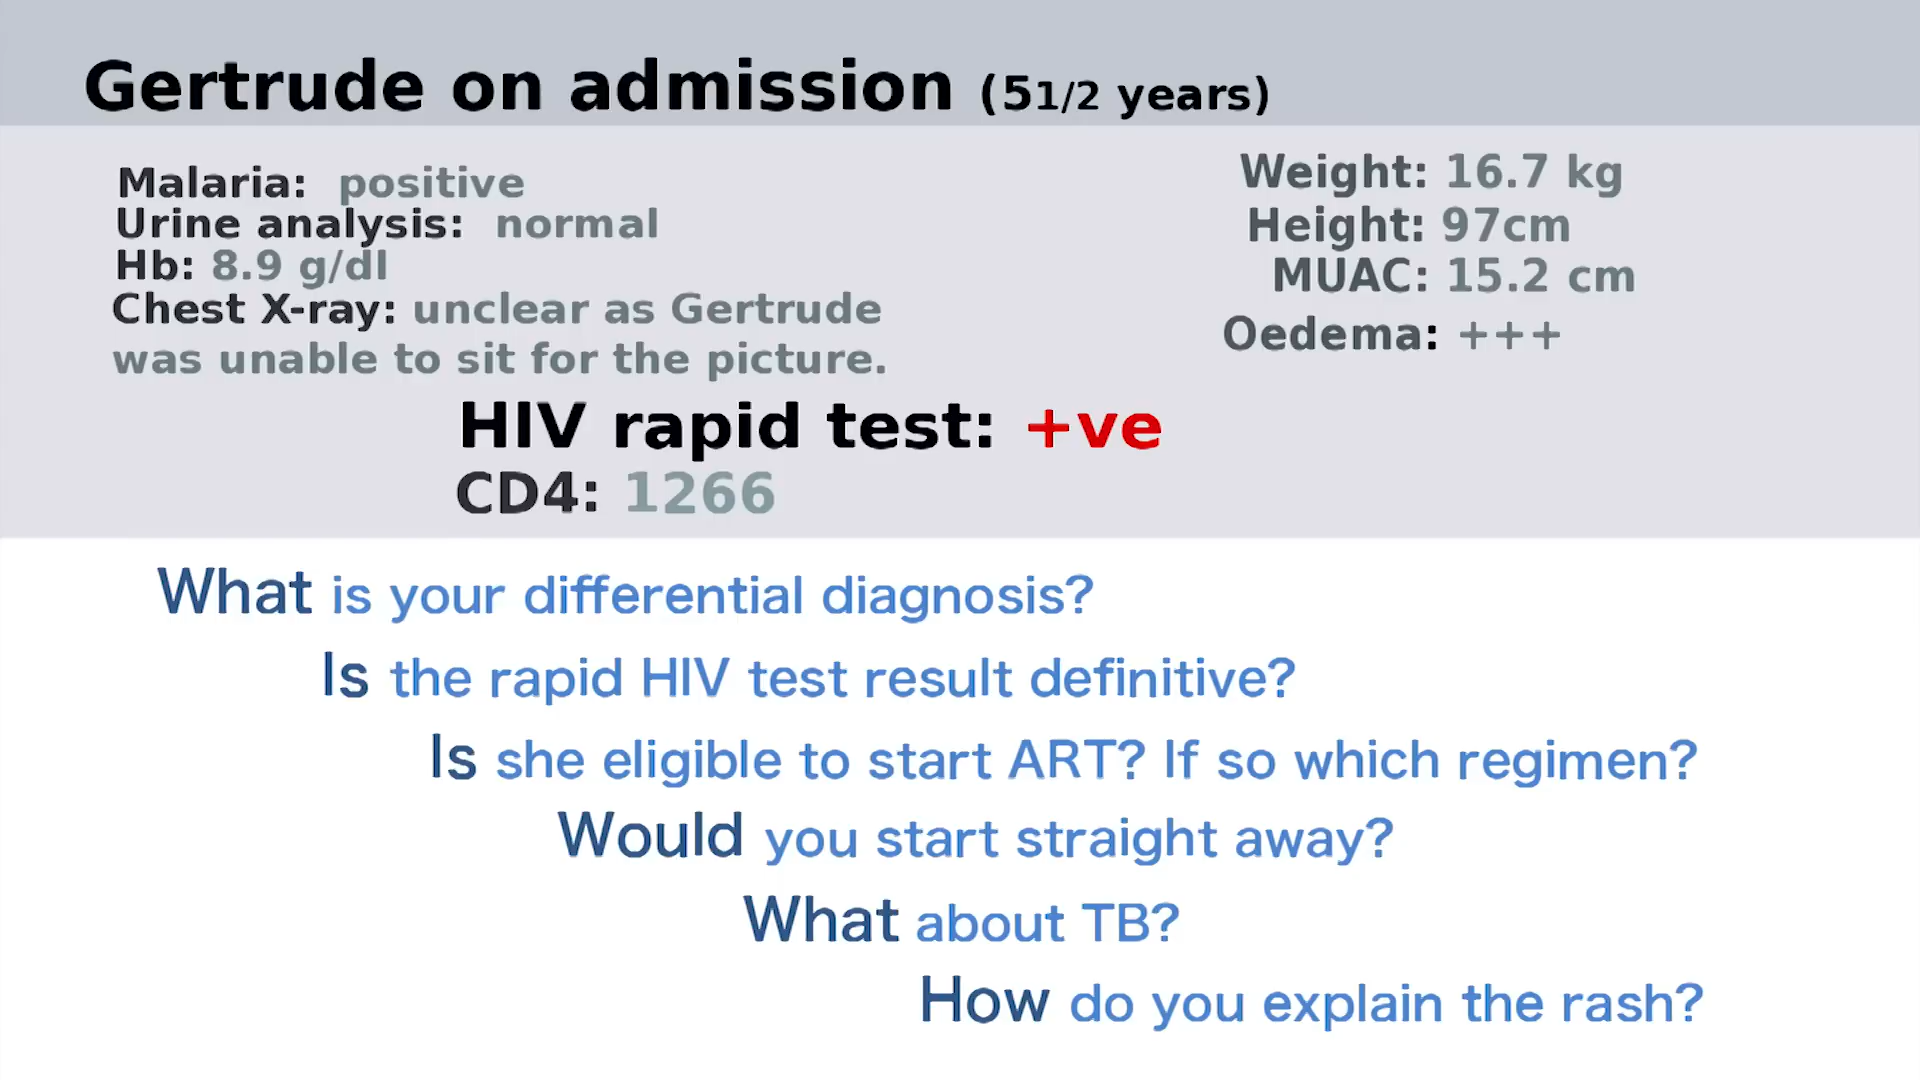 Gertrude on admission (51/2 years)
Malaria: positive
Urine analysis: normal
Hb: 8.9 g/dl
Chest X-ray: unclear as Gertrude
was unable to sit for the picture.
Weight: 16.7 kg
Height: 97cm
MUAC: 15.2 cm
Oedema: +++
HIV rapid test: +ve
CD4: 1266
What is your differential diagnosis?
Is the rapid HIV test result definitive?
Is she eligible to start ART? If so which regimen?
Would you start straight away?
What about TB?
How do you explain the rash?